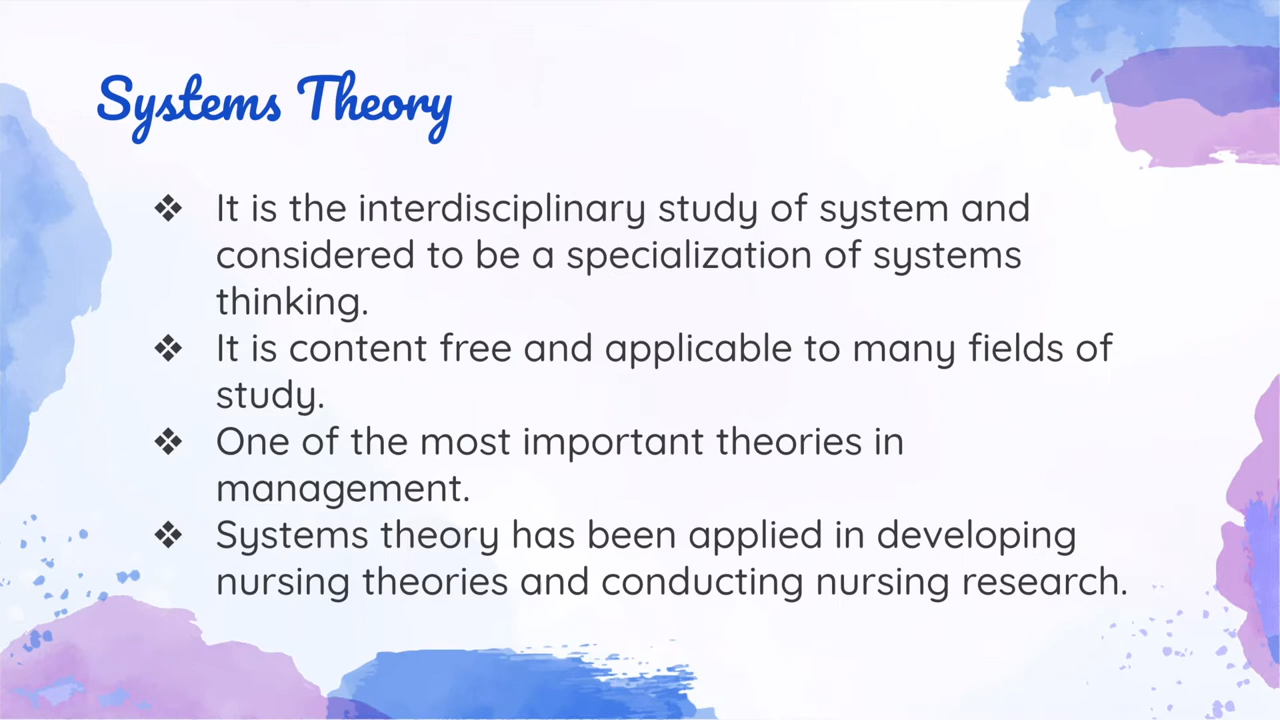 Systems Theory
❖ It is the interdisciplinary study of system and
considered to be a specialization of systems
thinking.
❖ It is content free and applicable to many fields of
study.
❖ One of the most important theories in
management.
❖ Systems theory has been applied in developing
nursing theories and conducting nursing research.